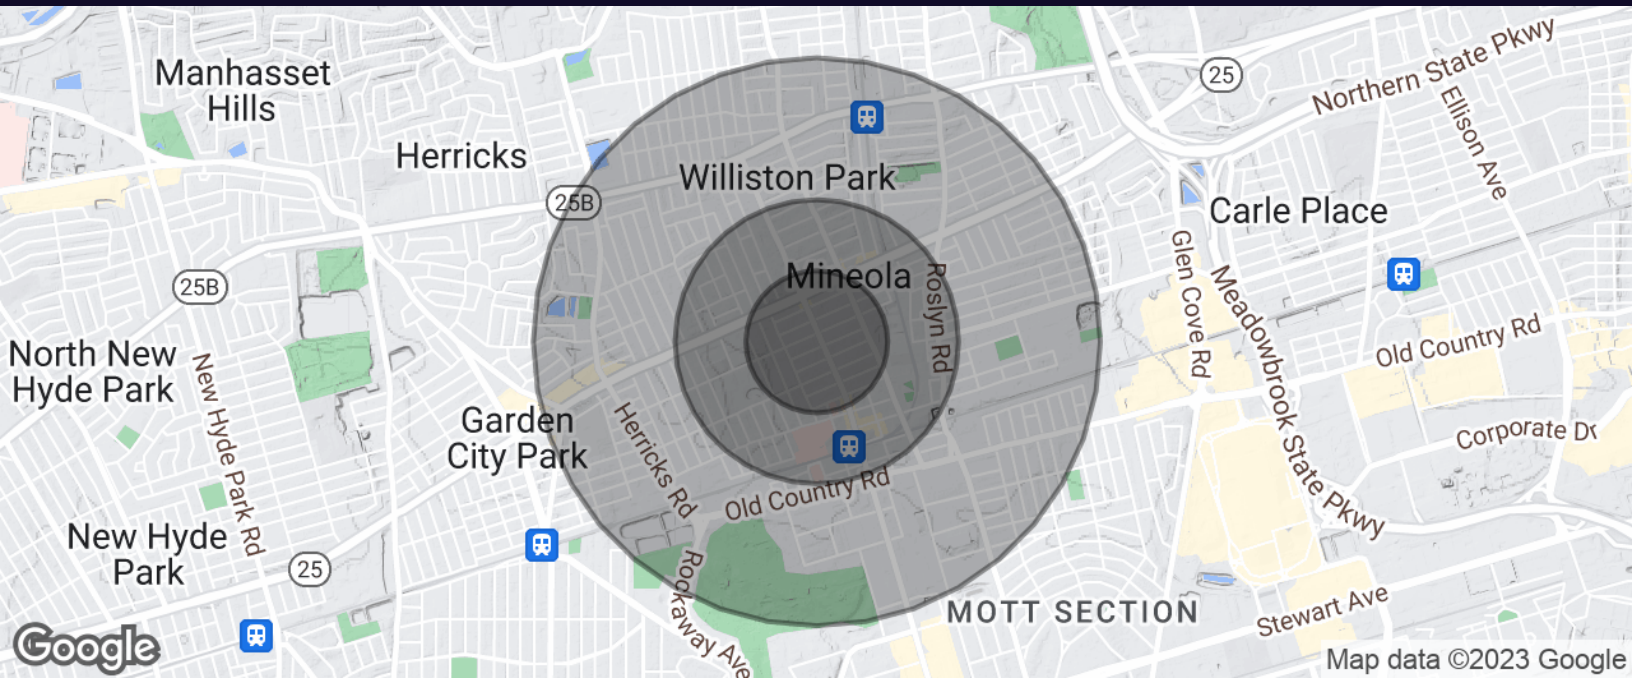 Northern State Pkwy
25
Manhasset
Hills
Ellison Ave
Herricks
Williston Park
25B
Carle Place
Mineola
Roslyn Rd
Glen Cove Rd
Meadowbrook State Pkwy
25B
North New
Hyde Park
New Hyde Park Rd
Old Country Rd
Garden
City Park
Herricks Rd
Corporate Dr
Old Country Rd
New Hyde
Park
25
Rockaway Ave
MOTT SECTION
Stewart Ave
Google
Map data ©2023 Google